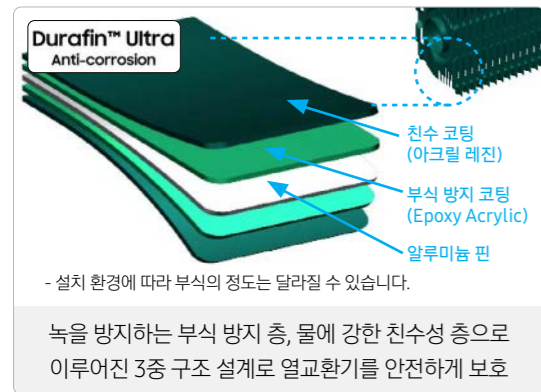 Durafin™ Ultra
Anti-corrosion
친수 코팅
(아크릴 레진)
부식 방지 코팅
(Epoxy Acrylic)
알루미늄 핀
- 설치 환경에 따라 부식의 정도는 달라질 수 있습니다.
녹을 방지하는 부식 방지 층, 물에 강한 친수성 층으로
이루어진 3중 구조 설계로 열교환기를 안전하게 보호